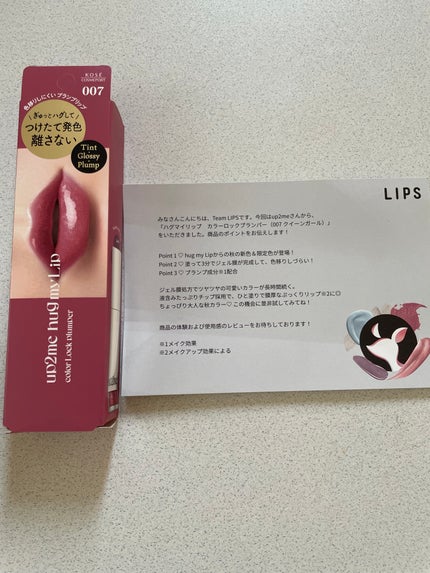 KOSÉ
COSMEPORT
007
色移りしにくい プランプリップ
ぎゅっとハグして
つけたて発色
離さない
Tint
Glossy
Plump
up2me hug my Lip
color Lock plumper
LIPS
みなさんこんにちは、Team LIPSです。今回はup2meさんから、
「ハグマイリップ カラーロックプランパー（007 クイーンガール）」
をいただきました。商品のポイントをお伝えします！
Point 1 ♡ hug my Lipからの秋の新色＆限定色が登場！
Point 2 ♡ 塗って3分でジェル膜が完成して、色移りしづらい！
Point 3 ♡ プランプ成分※1配合
ジェル膜処方でツヤツヤの可愛いカラーが長時間続く。
液含みたっぷりチップ採用で、ひと塗りで膜厚なぷっくりリップ※2に◎
ちょっぴり大人な秋カラー♡ この機会に是非試してみてね！
商品の体験および使用感のレビューをお待ちしております！
※1メイク効果
※2メイクアップ効果による